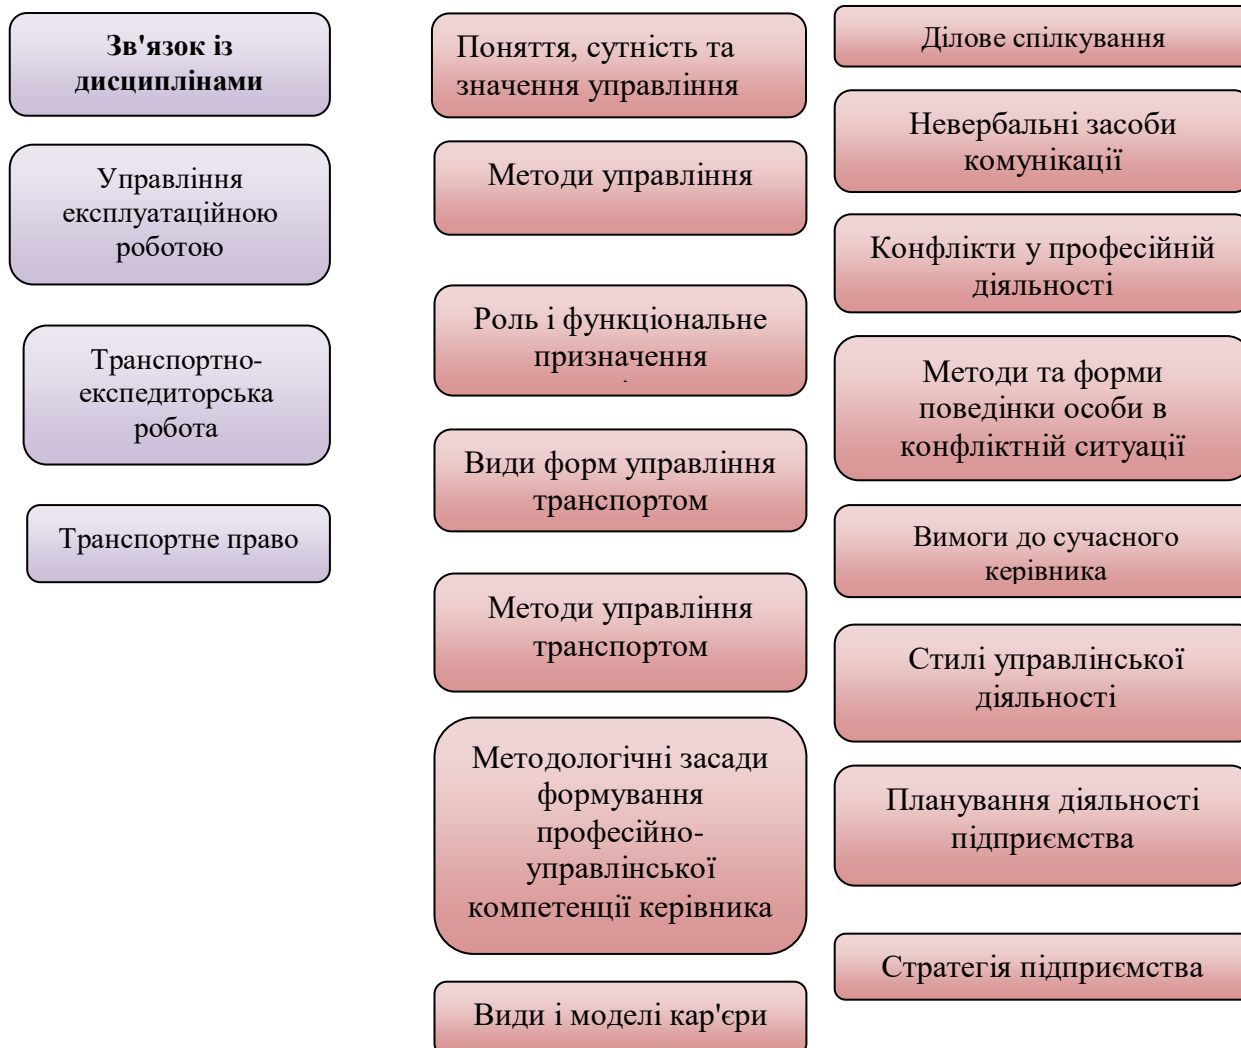 Зв'язок із
дисциплінами
Управління
експлуатаційною
роботою
Транспортно-
експедиторська
робота
Транспортне право
Поняття, сутність та
значення управління
Методи управління
Роль і функціональне
призначення
Види форм управління
транспортом
Методи управління
транспортом
Методологічні засади
формування
професійно-
управлінської
компетенції керівника
Види і моделі кар'єри
Ділове спілкування
Невербальні засоби
комунікації
Конфлікти у професійній
діяльності
Методи та форми
поведінки особи в
конфліктній ситуації
Вимоги до сучасного
керівника
Стилі управлінської
діяльності
Планування діяльності
підприємства
Стратегія підприємства